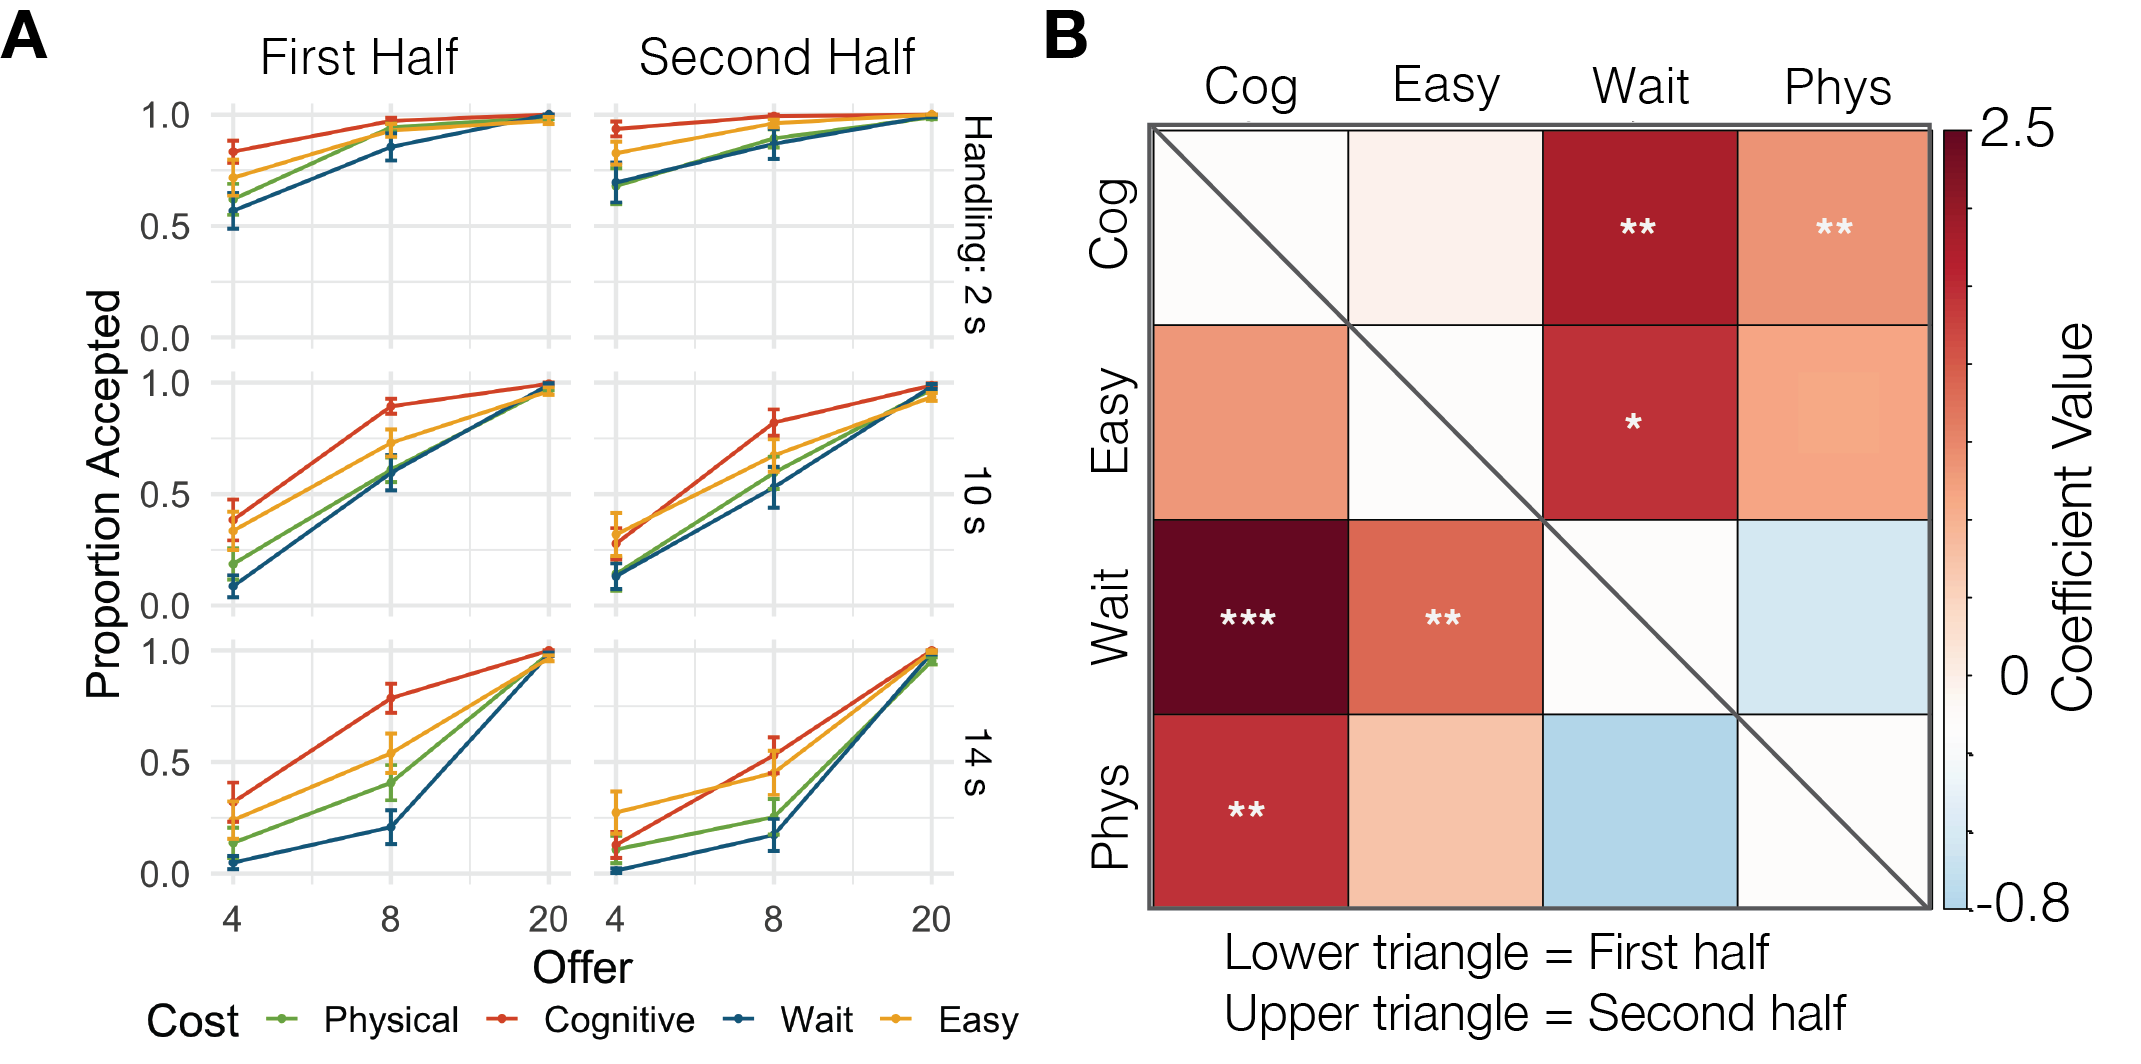 A
First Half
Second Half
Proportion Accepted
1.0
0.5
0.0
Handling: 2 s
1.0
0.5
0.0
10 s
1.0
0.5
0.0
14 s
4 8 20 4 8 20
Offer
Cost Physical Cognitive Wait Easy
B
Cog Easy Wait Phys
Cog
** **
Easy
*
Wait
*** **
Phys
**
2.5
0
-0.8
Coefficient Value
Lower triangle = First half
Upper triangle = Second half